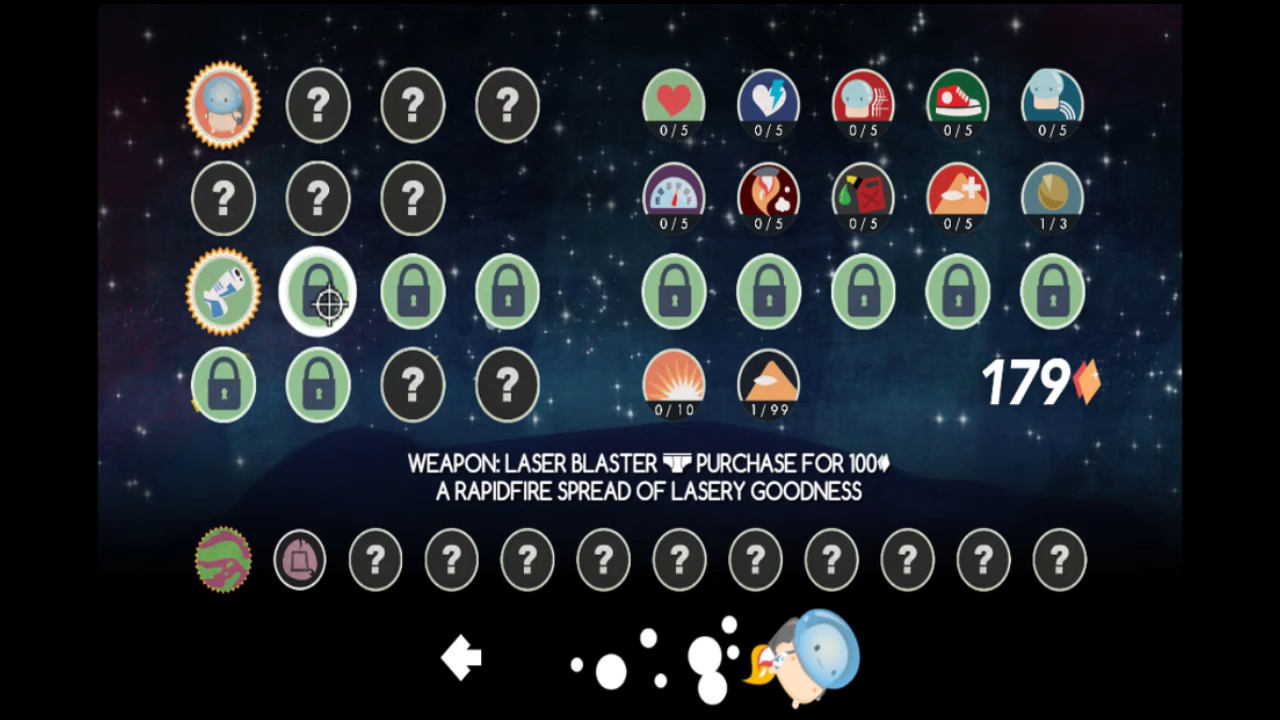 ? ? ?
0/5 0/5 0/5 0/5 0/5
? ? ?
0/5 0/5 0/5 0/5 1/3
? ?
0/10 1/99
179
WEAPON: LASER BLASTER PURCHASE FOR 100
A RAPIDFIRE SPREAD OF LASERY GOODNESS
? ? ? ? ? ? ? ? ? ?